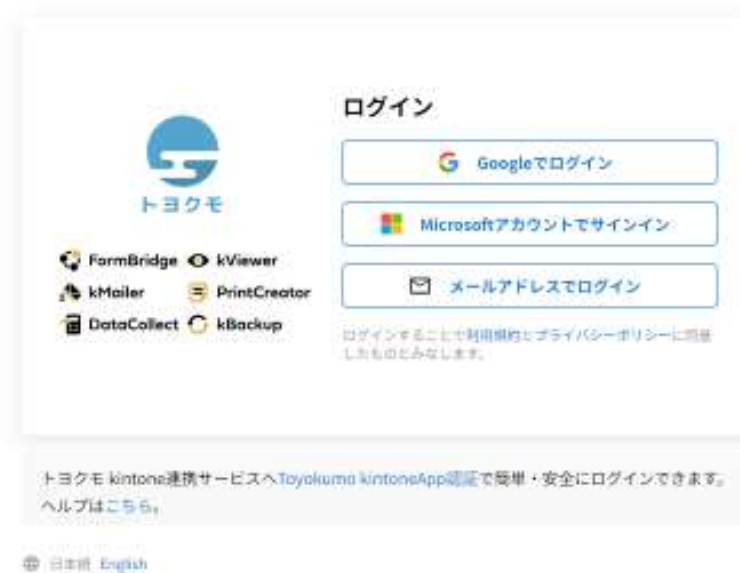 ログイン
Googleでログイン
Microsoftアカウントでサインイン
メールアドレスでログイン
ログインすることで利用規約とプライバシーポリシーに同意
したものとみなします。
トヨクモ
FormBridge kViewer
kMailer PrintCreator
DataCollect kBackup
トヨクモ kintone連携サービスへToyokumo kintoneApp認証で簡単・安全にログインできます。
ヘルプはこちら。
日本語 English